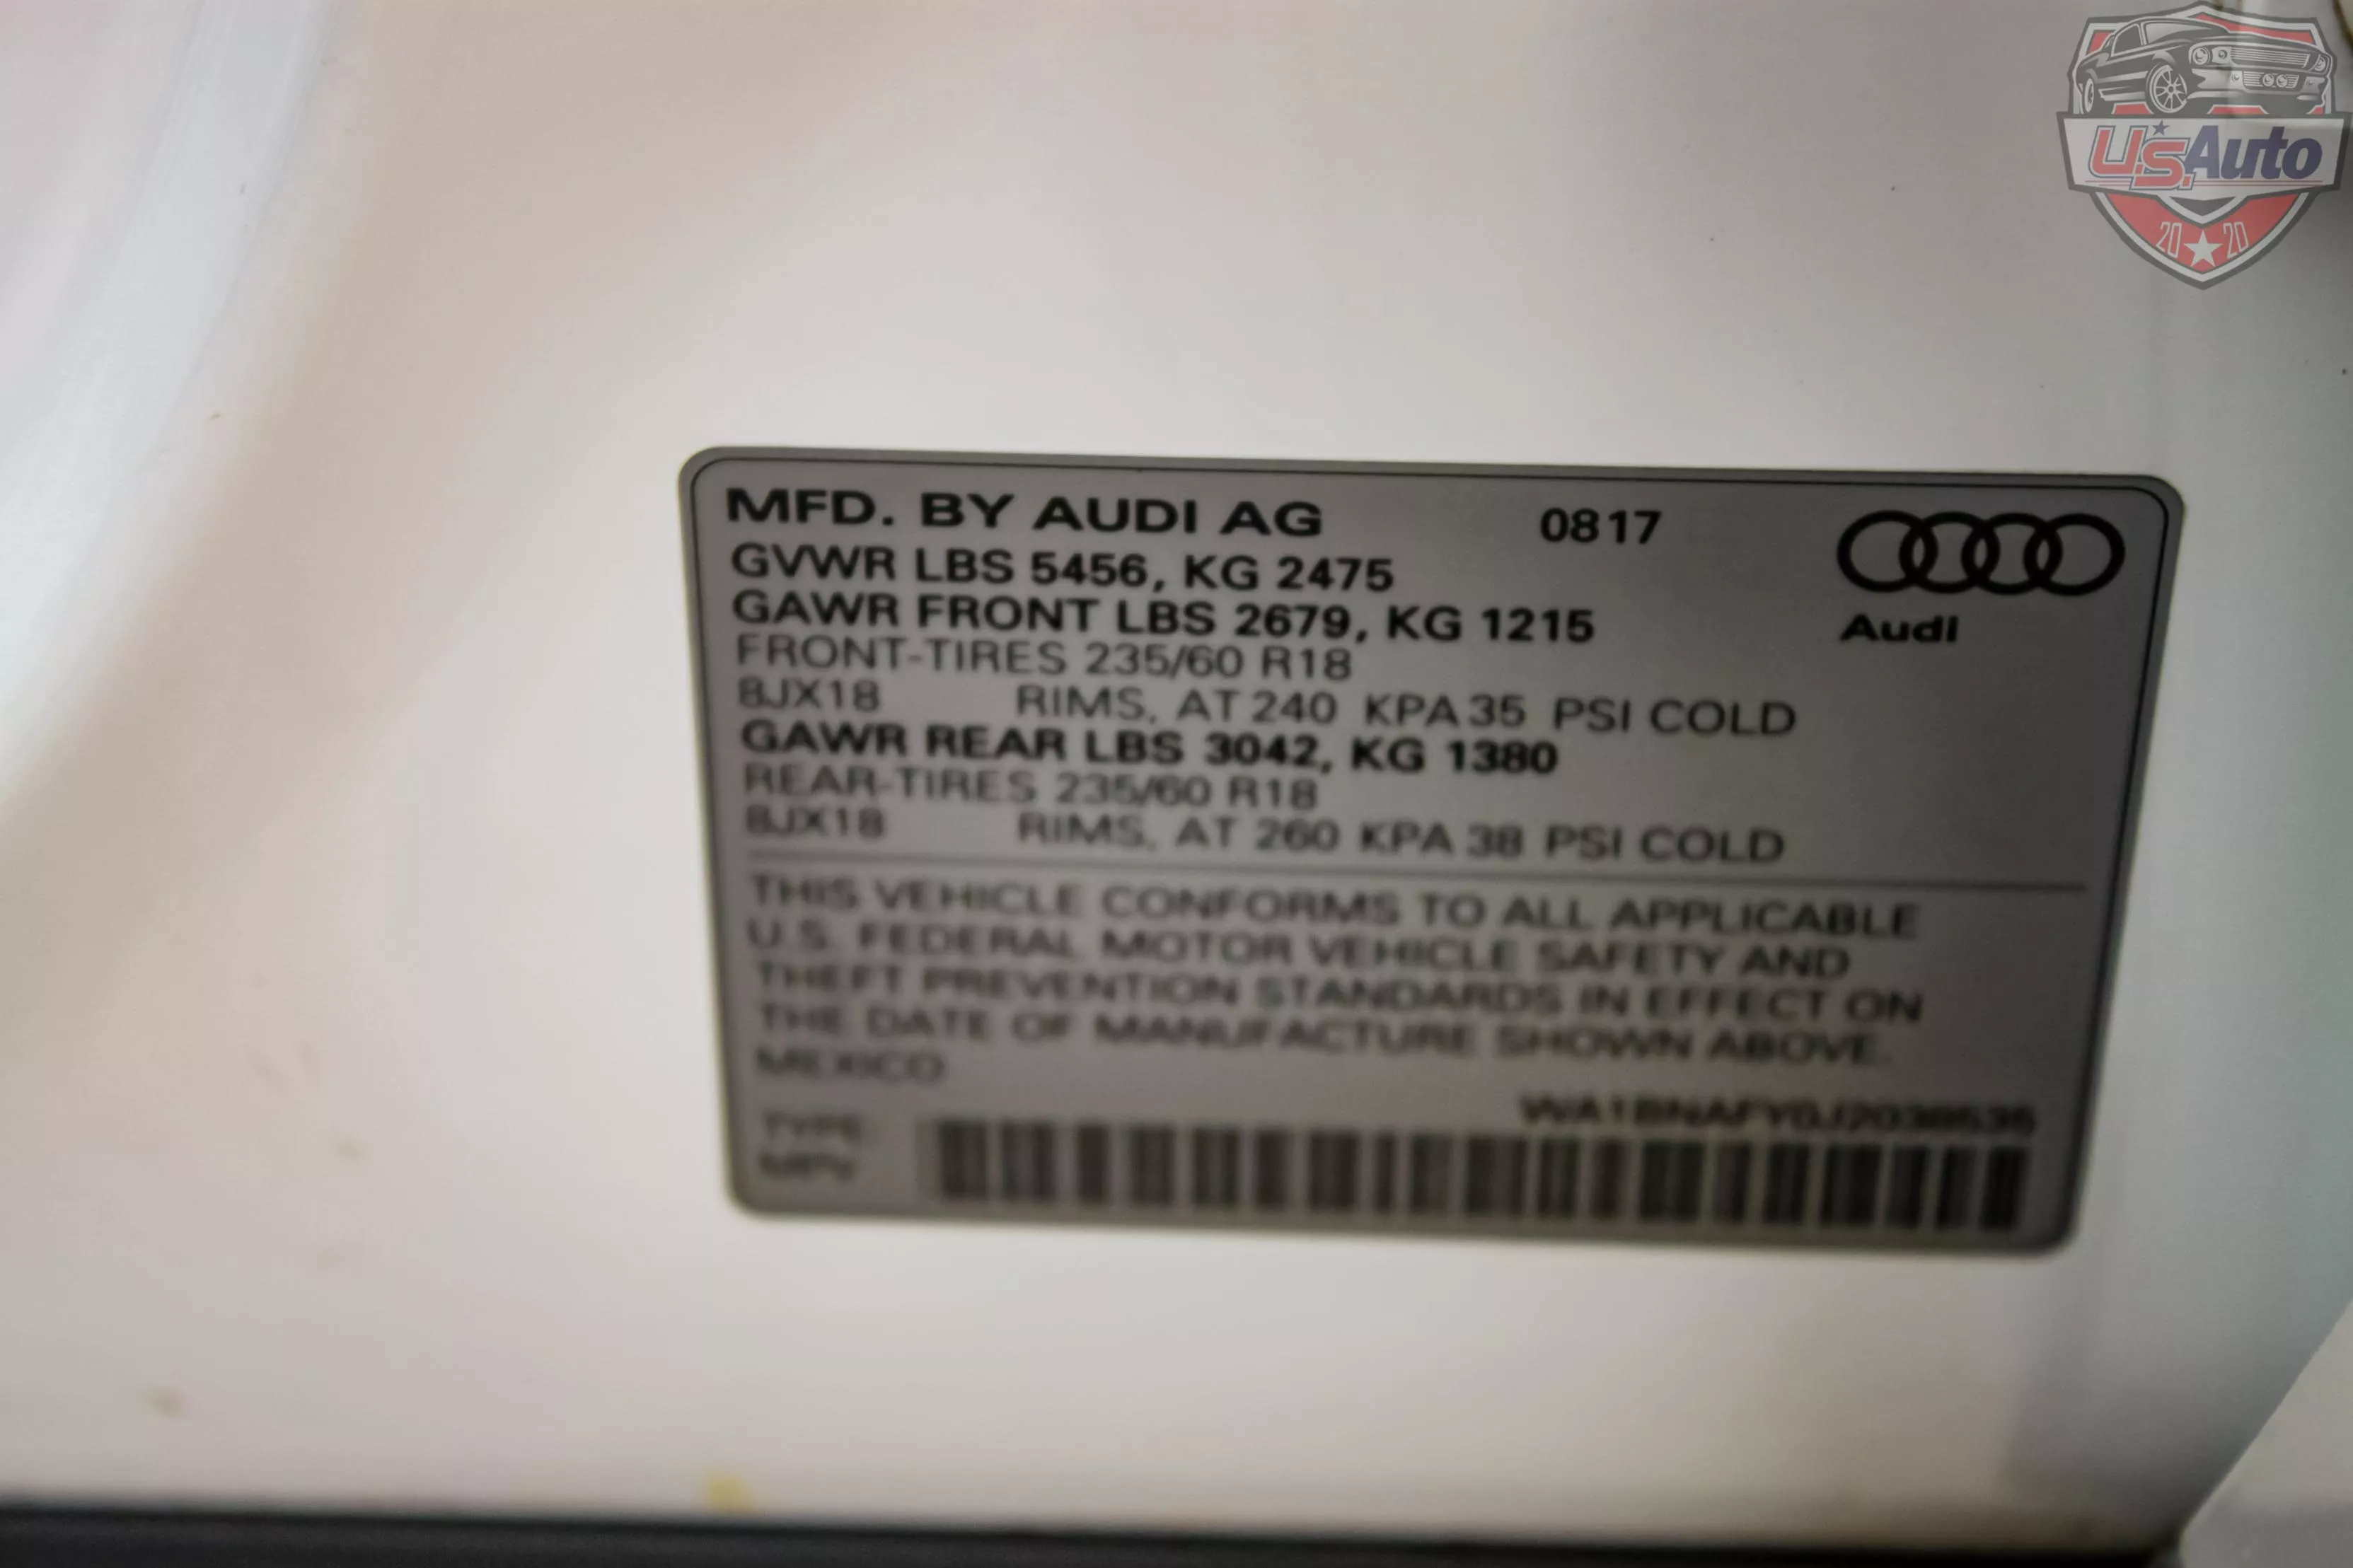 U.S. Auto
20 20
MFD. BY AUDI AG 0817
GVWR LBS 5456, KG 2475
GAWR FRONT LBS 2679, KG 1215
Audi
FRONT-TIRES 235/60 R18
8JX18 RIMS, AT 240 KPA 35 PSI COLD
GAWR REAR LBS 3042, KG 1380
REAR-TIRES 235/60 R18
8JX18 RIMS, AT 260 KPA 38 PSI COLD
THIS VEHICLE CONFORMS TO ALL APPLICABLE
U.S. FEDERAL MOTOR VEHICLE SAFETY AND
THEFT PREVENTION STANDARDS IN EFFECT ON
THE DATE OF MANUFACTURE SHOWN ABOVE.
MEXICO
TYPE
MPV